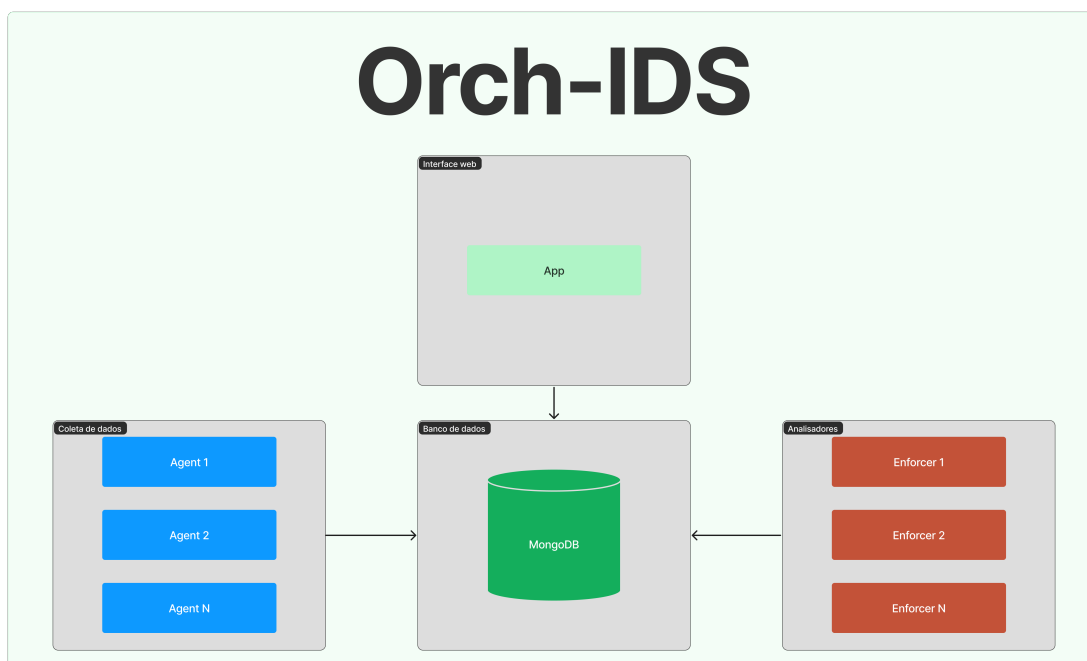 Orch-IDS
Interface web
App
Coleta de dados
Agent 1
Agent 2
Agent N
Banco de dados
MongoDB
Analisadores
Enforcer 1
Enforcer 2
Enforcer N